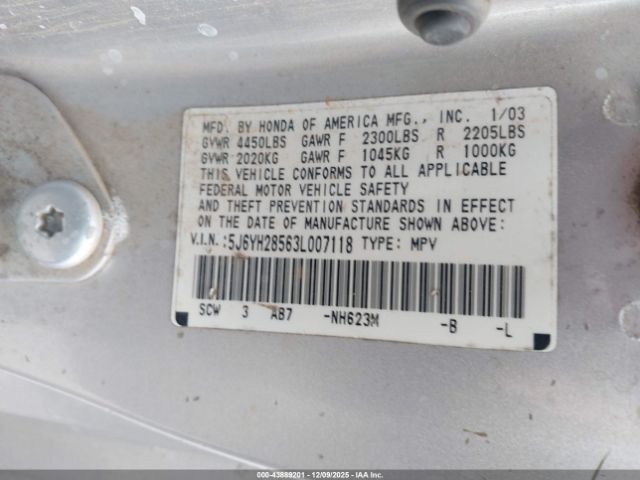 MFD. BY HONDA OF AMERICA MFG., INC. 1/03
GVWR 4450LBS GAWR F 2300LBS R 2205LBS
GVWR 2020KG GAWR F 1045KG R 1000KG
THIS VEHICLE CONFORMS TO ALL APPLICABLE
FEDERAL MOTOR VEHICLE SAFETY
AND THEFT PREVENTION STANDARDS IN EFFECT
ON THE DATE OF MANUFACTURE SHOWN ABOVE:
V.I.N.:5J6YH28563L007118 TYPE: MPV
SCW 3 AB7 -NH623M -B -L
000-43889201 - 12/09/2025 - IAAHQ.COM